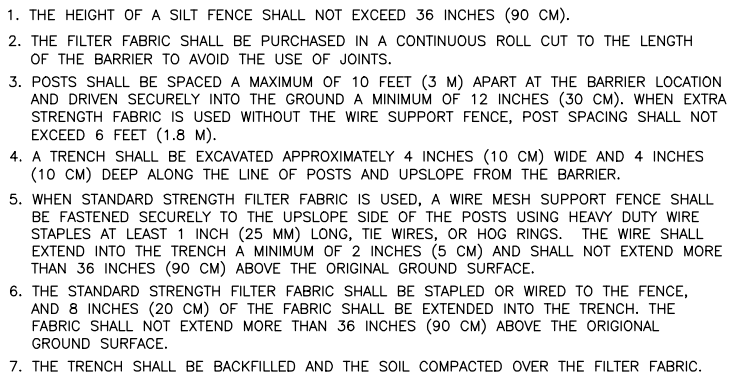 1. THE HEIGHT OF A SILT FENCE SHALL NOT EXCEED 36 INCHES (90 CM).
2. THE FILTER FABRIC SHALL BE PURCHASED IN A CONTINUOUS ROLL CUT TO THE LENGTH
OF THE BARRIER TO AVOID THE USE OF JOINTS.
3. POSTS SHALL BE SPACED A MAXIMUM OF 10 FEET (3 M) APART AT THE BARRIER LOCATION
AND DRIVEN SECURELY INTO THE GROUND A MINIMUM OF 12 INCHES (30 CM). WHEN EXTRA
STRENGTH FABRIC IS USED WITHOUT THE WIRE SUPPORT FENCE, POST SPACING SHALL NOT
EXCEED 6 FEET (1.8 M).
4. A TRENCH SHALL BE EXCAVATED APPROXIMATELY 4 INCHES (10 CM) WIDE AND 4 INCHES
(10 CM) DEEP ALONG THE LINE OF POSTS AND UPSLOPE FROM THE BARRIER.
5. WHEN STANDARD STRENGTH FILTER FABRIC IS USED, A WIRE MESH SUPPORT FENCE SHALL
BE FASTENED SECURELY TO THE UPSLOPE SIDE OF THE POSTS USING HEAVY DUTY WIRE
STAPLES AT LEAST 1 INCH (25 MM) LONG, TIE WIRES, OR HOG RINGS. THE WIRE SHALL
EXTEND INTO THE TRENCH A MINIMUM OF 2 INCHES (5 CM) AND SHALL NOT EXTEND MORE
THAN 36 INCHES (90 CM) ABOVE THE ORIGINAL GROUND SURFACE.
6. THE STANDARD STRENGTH FILTER FABRIC SHALL BE STAPLED OR WIRED TO THE FENCE,
AND 8 INCHES (20 CM) OF THE FABRIC SHALL BE EXTENDED INTO THE TRENCH. THE
FABRIC SHALL NOT EXTEND MORE THAN 36 INCHES (90 CM) ABOVE THE ORIGIONAL
GROUND SURFACE.
7. THE TRENCH SHALL BE BACKFILLED AND THE SOIL COMPACTED OVER THE FILTER FABRIC.